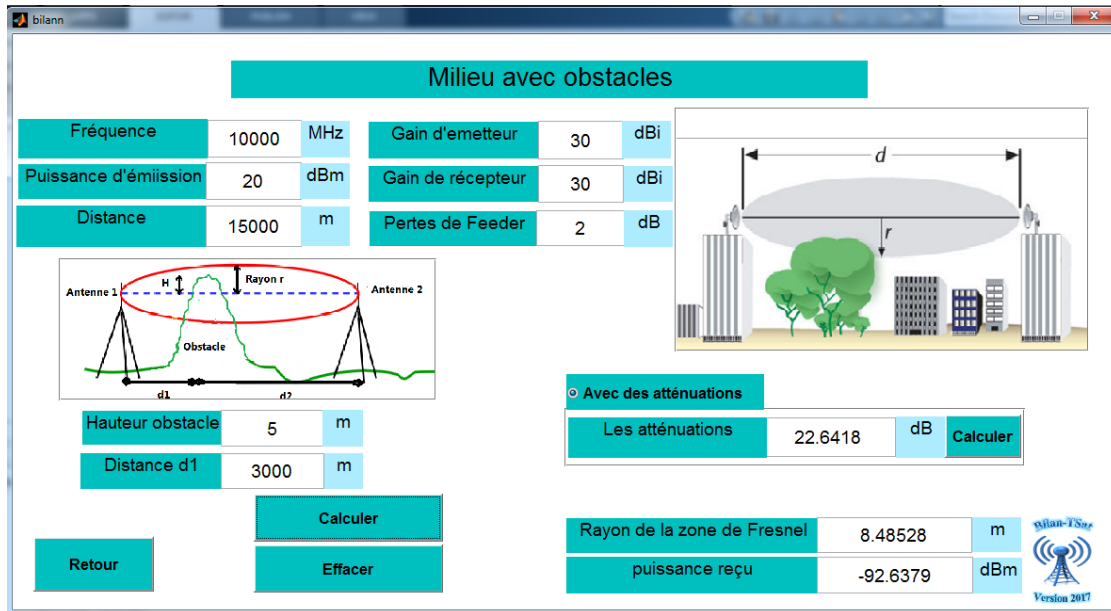 bilann
Milieu avec obstacles
Fréquence 10000 MHz
Puissance d'émiission 20 dBm
Distance 15000 m
Gain d'emetteur 30 dBi
Gain de récepteur 30 dBi
Pertes de Feeder 2 dB
d
r
H
Rayon r
Antenne 1
Antenne 2
Obstacle
d1
d2
Hauteur obstacle 5 m
Distance d1 3000 m
Calculer
Effacer
Retour
Avec des atténuations
Les atténuations 22.6418 dB Calculer
Rayon de la zone de Fresnel 8.48528 m
puissance reçu -92.6379 dBm
Bilan-TSat
Version 2017